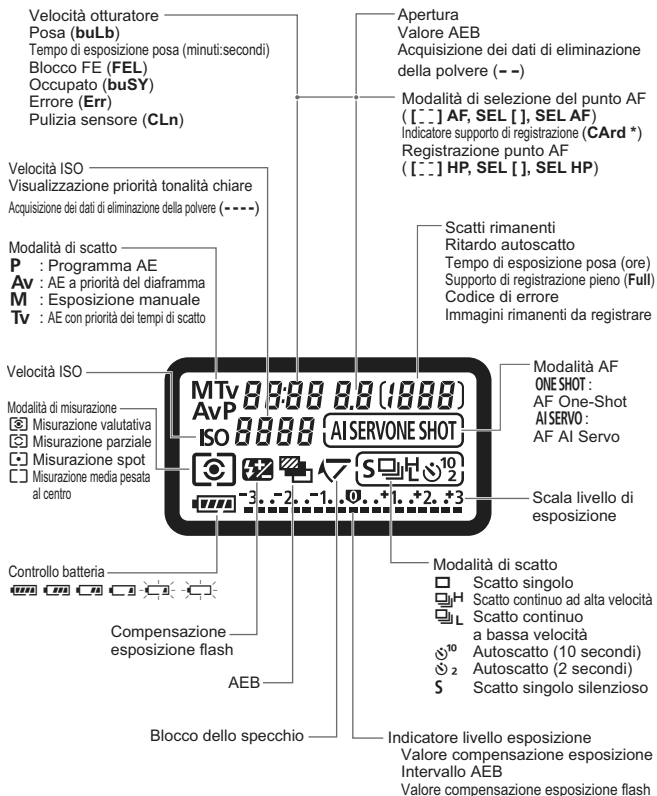 Velocità otturatore
Posa (buLb)
Tempo di esposizione posa (minuti:secondi)
Blocco FE (FEL)
Occupato (buSY)
Errore (Err)
Pulizia sensore (CLn)
Apertura
Valore AEB
Acquisizione dei dati di eliminazione
della polvere (- -)
Modalità di selezione del punto AF
([ ] AF, SEL [ ], SEL AF)
Indicatore supporto di registrazione (CArd *)
Registrazione punto AF
([ ] HP, SEL [ ], SEL HP)
Velocità ISO
Visualizzazione priorità tonalità chiare
Acquisizione dei dati di eliminazione della polvere (- - - -)
Scatti rimanenti
Ritardo autoscatto
Tempo di esposizione posa (ore)
Supporto di registrazione pieno (Full)
Codice di errore
Immagini rimanenti da registrare
Modalità di scatto
P : Programma AE
Av : AE a priorità del diaframma
M : Esposizione manuale
Tv : AE con priorità dei tempi di scatto
Velocità ISO
Modalità di misurazione
Misurazione valutativa
Misurazione parziale
Misurazione spot
Misurazione media pesata
al centro
MTv 88:88 8.8 (1888)
AvP
ISO 8888 AI SERVONE SHOT
S H L 10 2
-3..-2..-1..0..+1..+2..+3
Modalità AF
ONE SHOT :
AF One-Shot
AI SERVO :
AF AI Servo
Scala livello di
esposizione
Controllo batteria
Compensazione
esposizione flash
AEB
Blocco dello specchio
Modalità di scatto
Scatto singolo
H Scatto continuo ad alta velocità
L Scatto continuo
a bassa velocità
10 Autoscatto (10 secondi)
2 Autoscatto (2 secondi)
S Scatto singolo silenzioso
Indicatore livello esposizione
Valore compensazione esposizione
Intervallo AEB
Valore compensazione esposizione flash